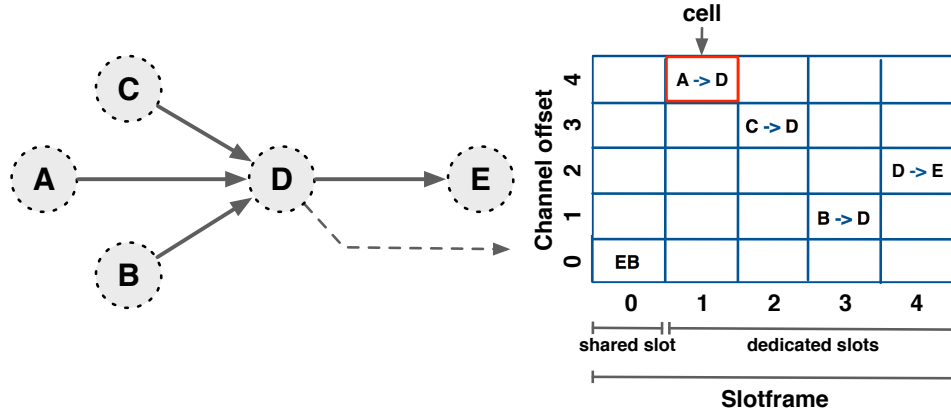 C
A
D
E
B
cell
Channel offset
4
A -> D
3
C -> D
2
D -> E
1
B -> D
0
EB
0 1 2 3 4
shared slot
dedicated slots
Slotframe